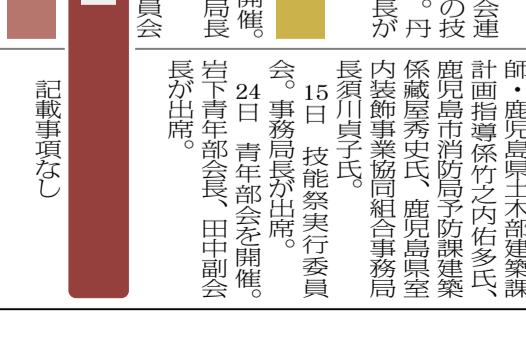 会連
の技
。丹
長が
開催。
局長
員会
師・鹿児島県土木部建築課
計画指導係竹之内佑多氏、
鹿児島市消防局予防課建築
係藏屋秀史氏、鹿児島県室
内装飾事業協同組合事務局
長須川貞子氏。
15日　技能祭実行委員
会。事務局長が出席。
24日　青年部会を開催。
岩下青年部会長、田中副会
長が出席。
記載事項なし